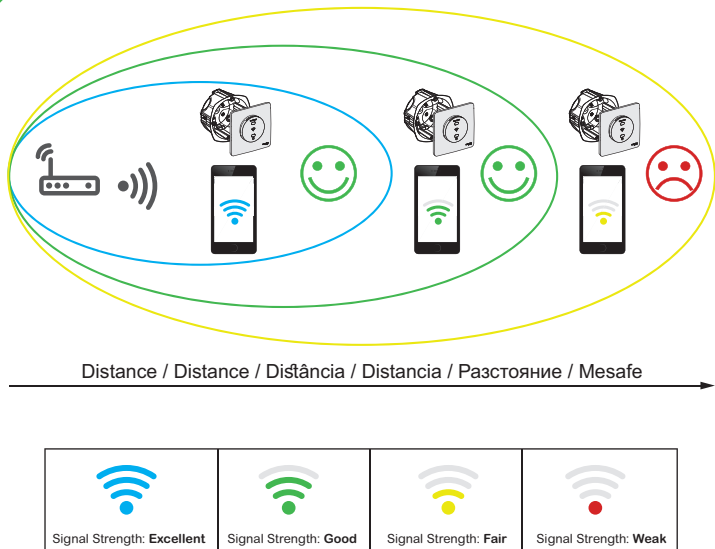 Distance / Distance / Distância / Distancia / Разстояние / Mesafe
Signal Strength: Excellent
Signal Strength: Good
Signal Strength: Fair
Signal Strength: Weak